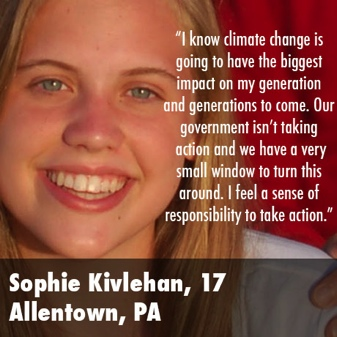 “I know climate change is
going to have the biggest
impact on my generation
and generations to come. Our
government isn’t taking
action and we have a very
small window to turn this
around. I feel a sense of
responsibility to take action.”
Sophie Kivlehan, 17
Allentown, PA